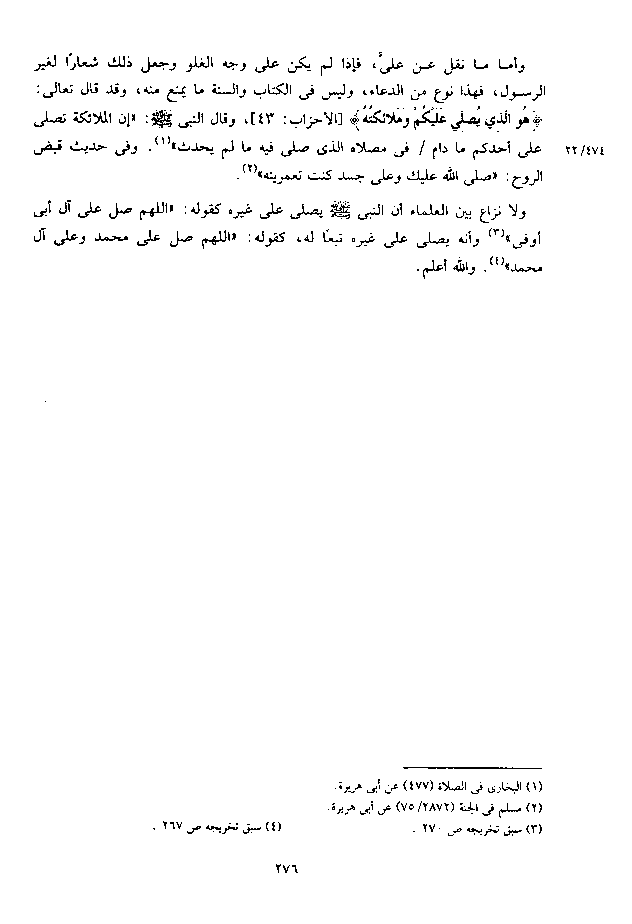 وأما ما نقل عن علىّ، فإذا لم يكن على وجه الغلو وجعل ذلك شعارًا لغير
الرسول، فهذا نوع من الدعاء، وليس فى الكتاب والسنة ما يمنع منه، وقد قال تعالى:
﴿هُوَ الَّذِي يُصَلِّي عَلَيْكُمْ وَمَلائِكَتُهُ﴾ [الأحزاب: ٤٣]، وقال النبى ﷺ: «إن الملائكة تصلى
على أحدكم ما دام / فى مصلاه الذى صلى فيه ما لم يحدث»(١). وفى حديث قبض
٢٢/٤٧٤
الروح: «صلى الله عليك وعلى جسد كنت تعمرينه»(٢).
ولا نزاع بين العلماء أن النبى ﷺ يصلى على غيره كقوله: «اللهم صل على آل أبى
أوفى»(٣) وأنه يصلى على غيره تبعًا له، كقوله: «اللهم صل على محمد وعلى آل
محمد»(٤). والله أعلم.
(١) البخارى فى الصلاة (٤٧٧) عن أبى هريرة.
(٢) مسلم فى الجنة (٢٨٧٢/ ٧٥) عن أبى هريرة.
(٣) سبق تخريجه ص ٢٧٠ .
(٤) سبق تخريجه ص ٢٦٧ .
٢٧٦